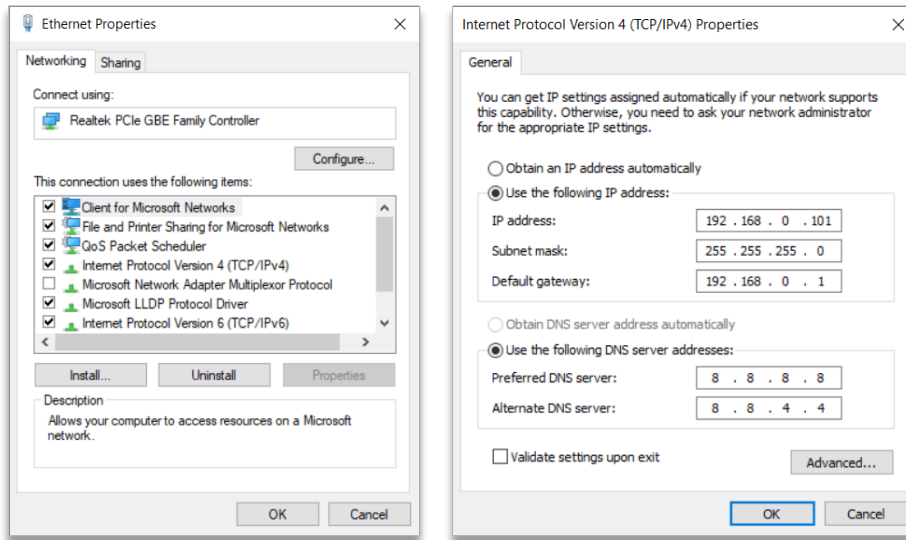 Ethernet Properties
Networking
Sharing
Connect using:
Realtek PCIe GBE Family Controller
Configure...
This connection uses the following items:
Client for Microsoft Networks
File and Printer Sharing for Microsoft Networks
QoS Packet Scheduler
Internet Protocol Version 4 (TCP/IPv4)
Microsoft Network Adapter Multiplexor Protocol
Microsoft LLDP Protocol Driver
Internet Protocol Version 6 (TCP/IPv6)
Install...
Uninstall
Properties
Description
Allows your computer to access resources on a Microsoft
network.
OK
Cancel
Internet Protocol Version 4 (TCP/IPv4) Properties
General
You can get IP settings assigned automatically if your network supports
this capability. Otherwise, you need to ask your network administrator
for the appropriate IP settings.
Obtain an IP address automatically
Use the following IP address:
IP address: 192 . 168 . 0 . 101
Subnet mask: 255 . 255 . 255 . 0
Default gateway: 192 . 168 . 0 . 1
Obtain DNS server address automatically
Use the following DNS server addresses:
Preferred DNS server: 8 . 8 . 8 . 8
Alternate DNS server: 8 . 8 . 4 . 4
Validate settings upon exit
Advanced...
OK
Cancel